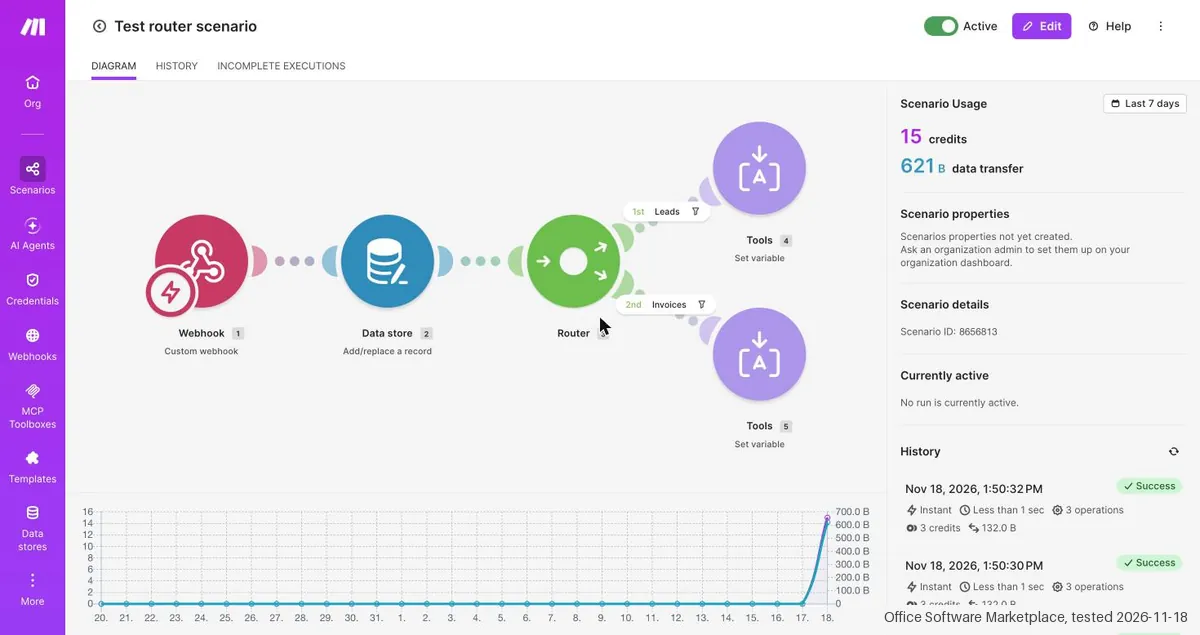 Test router scenario
Active
Edit
Help
DIAGRAM
HISTORY
INCOMPLETE EXECUTIONS
Org
Scenarios
AI Agents
Credentials
Webhooks
MCP
Toolboxes
Templates
Data
stores
More
Webhook 1
Custom webhook
Data store 2
Add/replace a record
Router
1st Leads
2nd Invoices
Tools 4
Set variable
Tools 5
Set variable
16
14
12
10
8
6
4
2
0
700.0 B
600.0 B
500.0 B
400.0 B
300.0 B
200.0 B
100.0 B
0
20. 21. 22. 23. 24. 25. 26. 27. 28. 29. 30. 31. 1. 2. 3. 4. 5. 6. 7. 8. 9. 10. 11. 12. 13. 14. 15. 16. 17. 18.
Scenario Usage
Last 7 days
15 credits
621 B data transfer
Scenario properties
Scenarios properties not yet created.
Ask an organization admin to set them up on your
organization dashboard.
Scenario details
Scenario ID: 8656813
Currently active
No run is currently active.
History
Nov 18, 2026, 1:50:32 PM
Success
Instant Less than 1 sec 3 operations
3 credits 132.0 B
Nov 18, 2026, 1:50:30 PM
Success
Instant Less than 1 sec 3 operations
3 credits 132.0 B
Office Software Marketplace, tested 2026-11-18